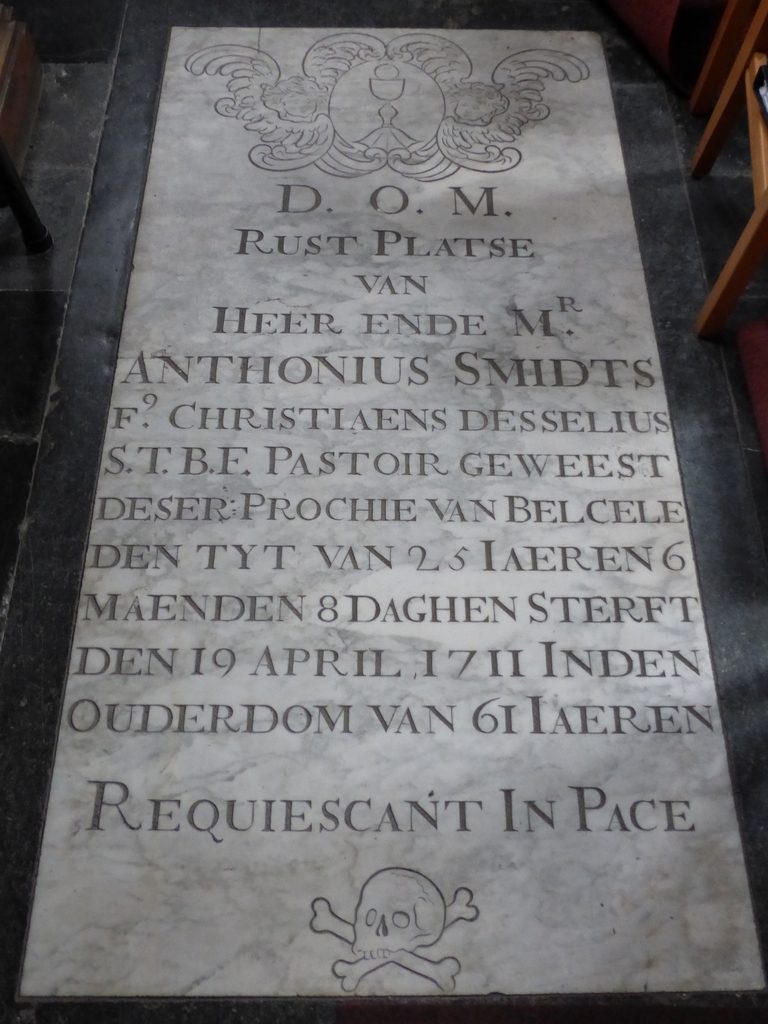 D. O. M.
RUST PLATSE
VAN
HEER ENDE MR.
ANTHONIUS SMIDTS
F9. CHRISTIAENS DESSELIUS
S.T.B.F. PASTOIR GEWEEST
DESER PROCHIE VAN BELCELE
DEN TYT VAN 25 IAEREN 6
MAENDEN 8 DAGHEN STERFT
DEN 19 APRIL 1711 INDEN
OUDERDOM VAN 61 IAEREN
REQUIESCANT IN PACE